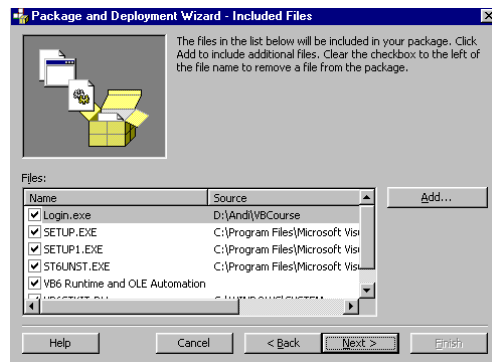 Package and Deployment Wizard - Included Files
The files in the list below will be included in your package. Click
Add to include additional files. Clear the checkbox to the left of
the file name to remove a file from the package.
Files:
Name Source
Login.exe D:\Andi\VBCourse
SETUP.EXE C:\Program Files\Microsoft Vis
SETUP1.EXE C:\Program Files\Microsoft Vis
ST6UNST.EXE C:\Program Files\Microsoft Vis
VB6 Runtime and OLE Automation
Add...
Help Cancel < Back Next > Finish